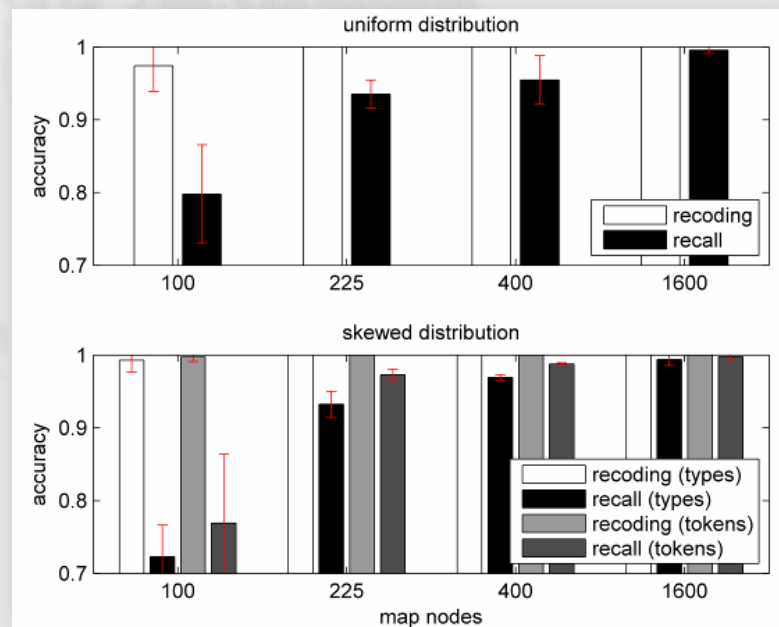 uniform distribution
1
0.9
0.8
0.7
accuracy
100 225 400 1600
recoding
recall
skewed distribution
1
0.9
0.8
0.7
accuracy
100 225 400 1600
recoding (types)
recall (types)
recoding (tokens)
recall (tokens)
map nodes